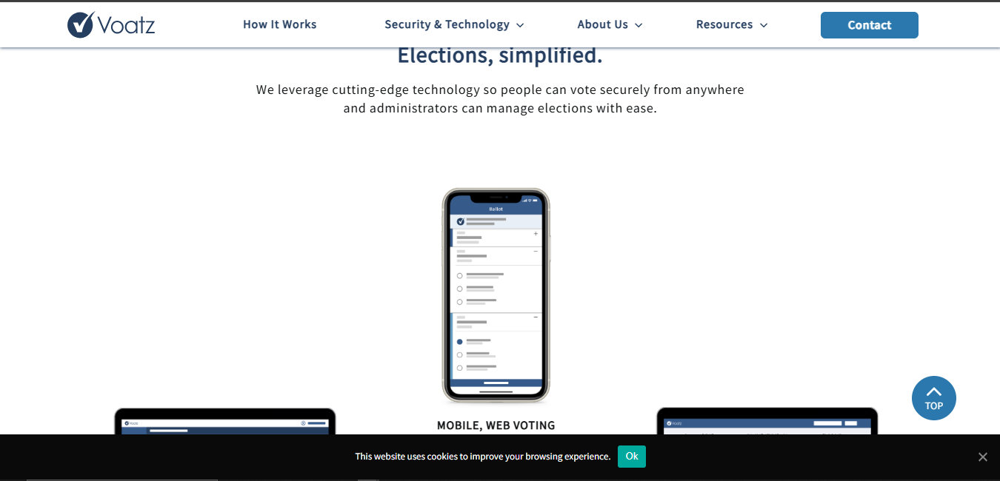 Voatz
How It Works
Security & Technology
About Us
Resources
Contact
Elections, simplified.
We leverage cutting-edge technology so people can vote securely from anywhere
and administrators can manage elections with ease.
Ballot
TOP
MOBILE, WEB VOTING
Voatz
Voatz
This website uses cookies to improve your browsing experience.
Ok